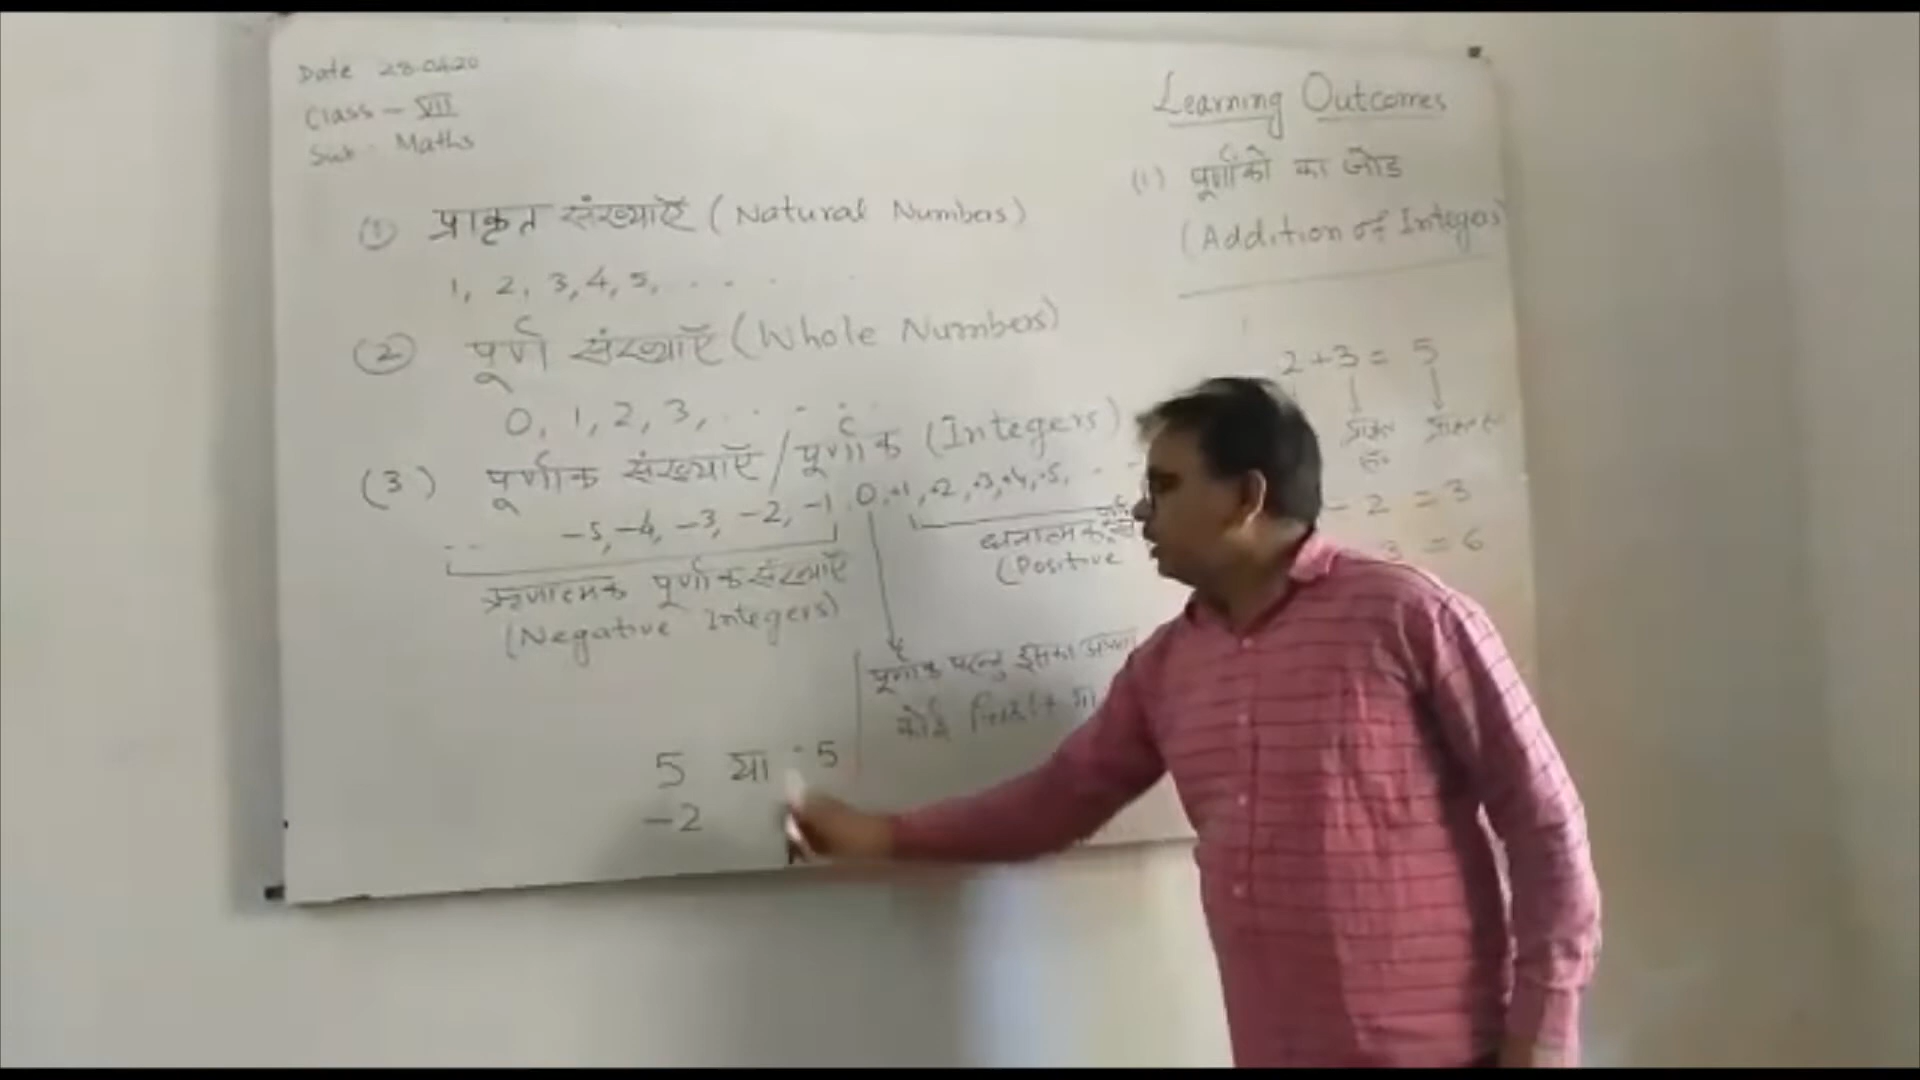 Date 28.04.20
Class - VII
Sub - Maths
Learning Outcomes
(1) पूर्णांकों का जोड़
(Addition of Integers)
(1) प्राकृत संख्याएँ (Natural Numbers)
1, 2, 3, 4, 5, . . . .
(2) पूर्ण संख्याएँ (Whole Numbers)
0, 1, 2, 3, . . . . .
(3) पूर्णांक संख्याएँ / पूर्णांक (Integers)
. . -5, -4, -3, -2, -1, 0, +1, +2, +3, +4, +5, . .
ऋणात्मक पूर्णांक संख्याएँ
(Negative Integers)
धनात्मक
(Positive
पूर्णांक परन्तु इसका अपना
कोई
5 या +5
-2
2 + 3 = 5
- 2 = 3
3 = 6